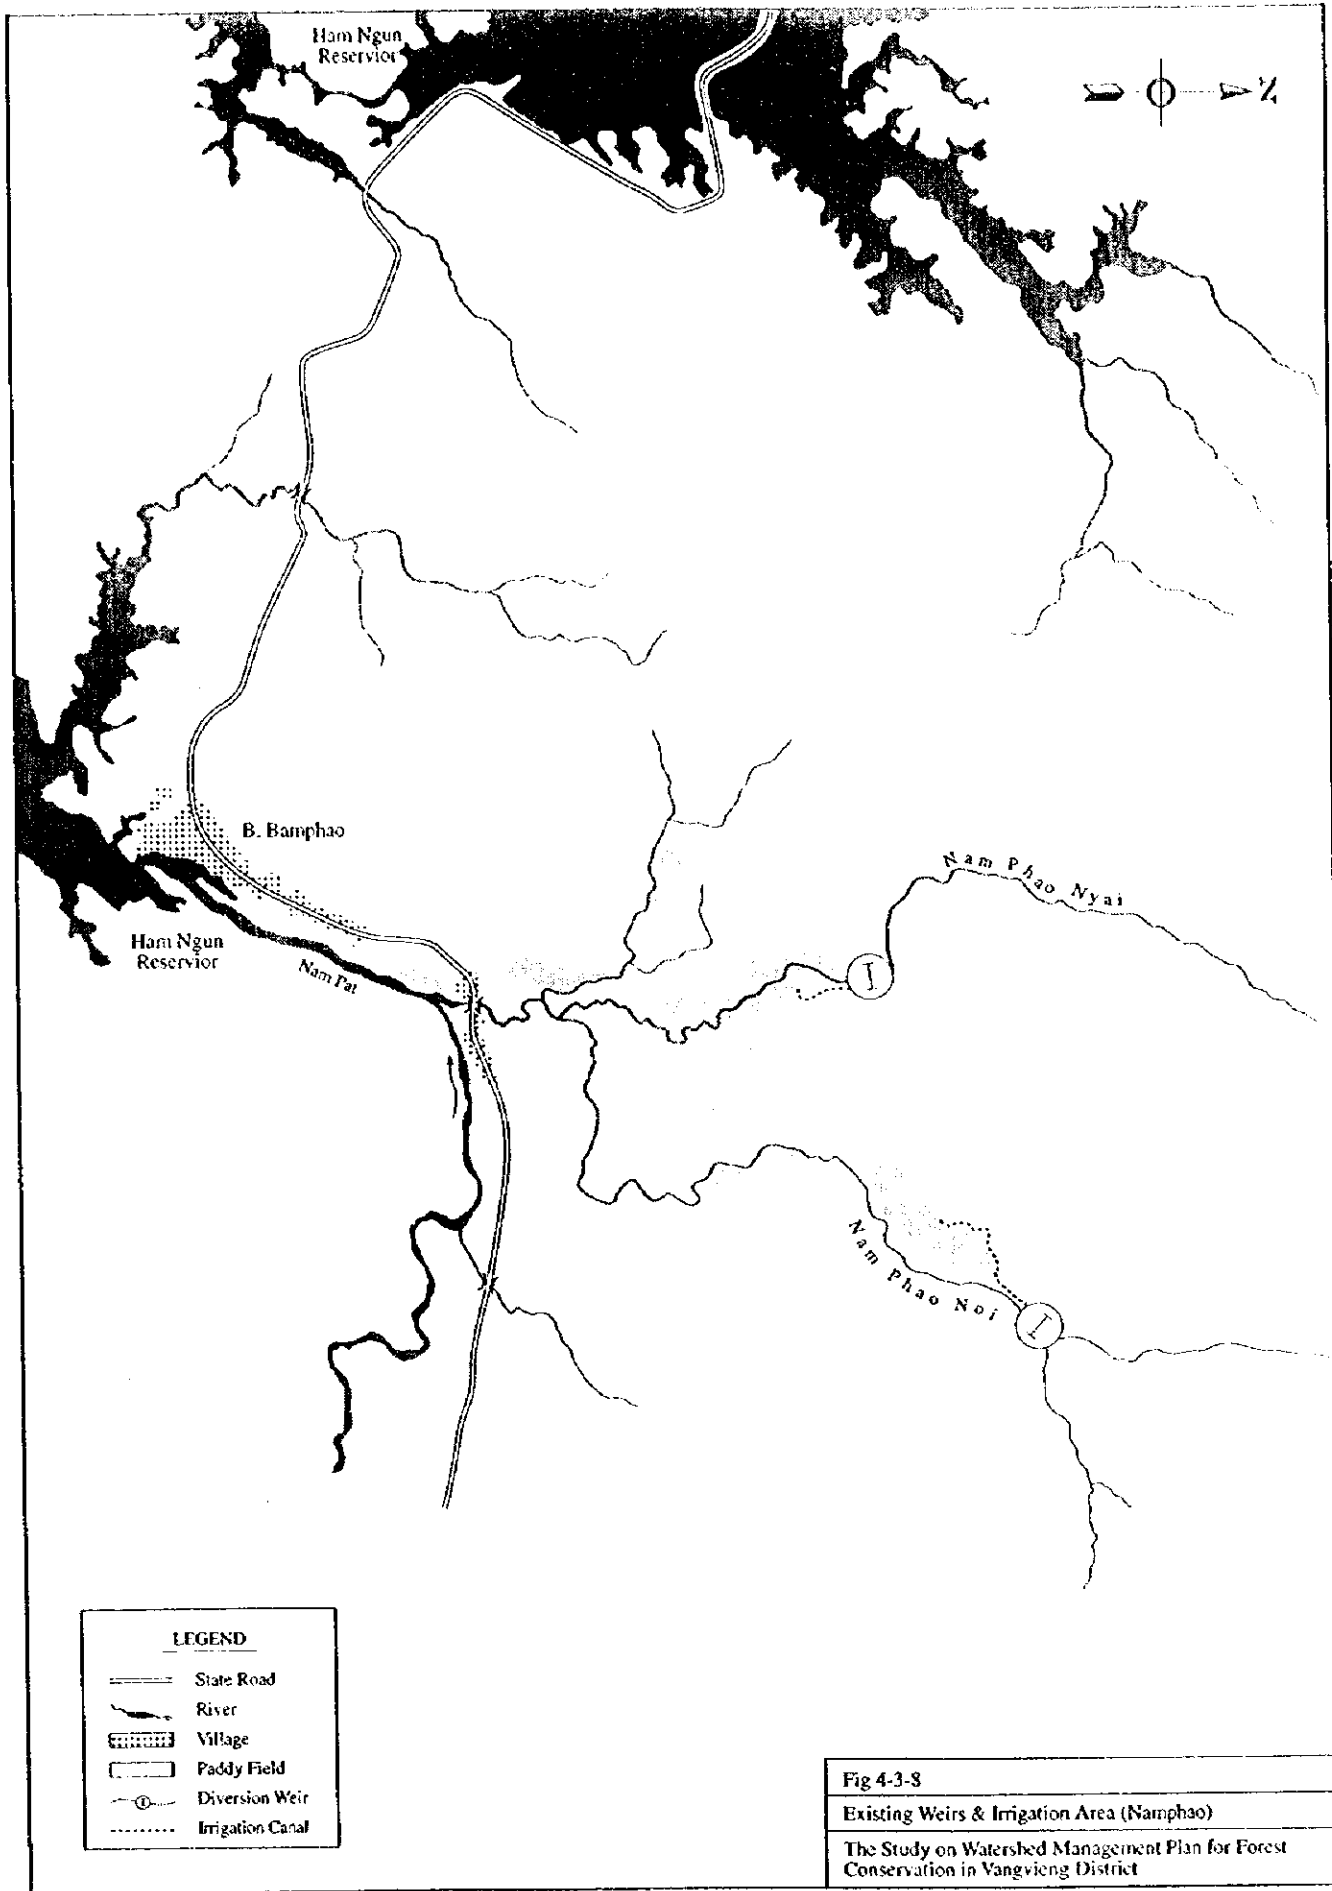 Ham Ngun
Reservior
N
B. Bamphao
Nam Phao Nyai
Ham Ngun
Reservior
Nam Pat
I
Nam Phao Noi
I
LEGEND
State Road
River
Village
Paddy Field
I
Diversion Weir
Irrigation Canal
Fig 4-3-8
Existing Weirs & Irrigation Area (Namphao)
The Study on Watershed Management Plan for Forest
Conservation in Vangvieng District